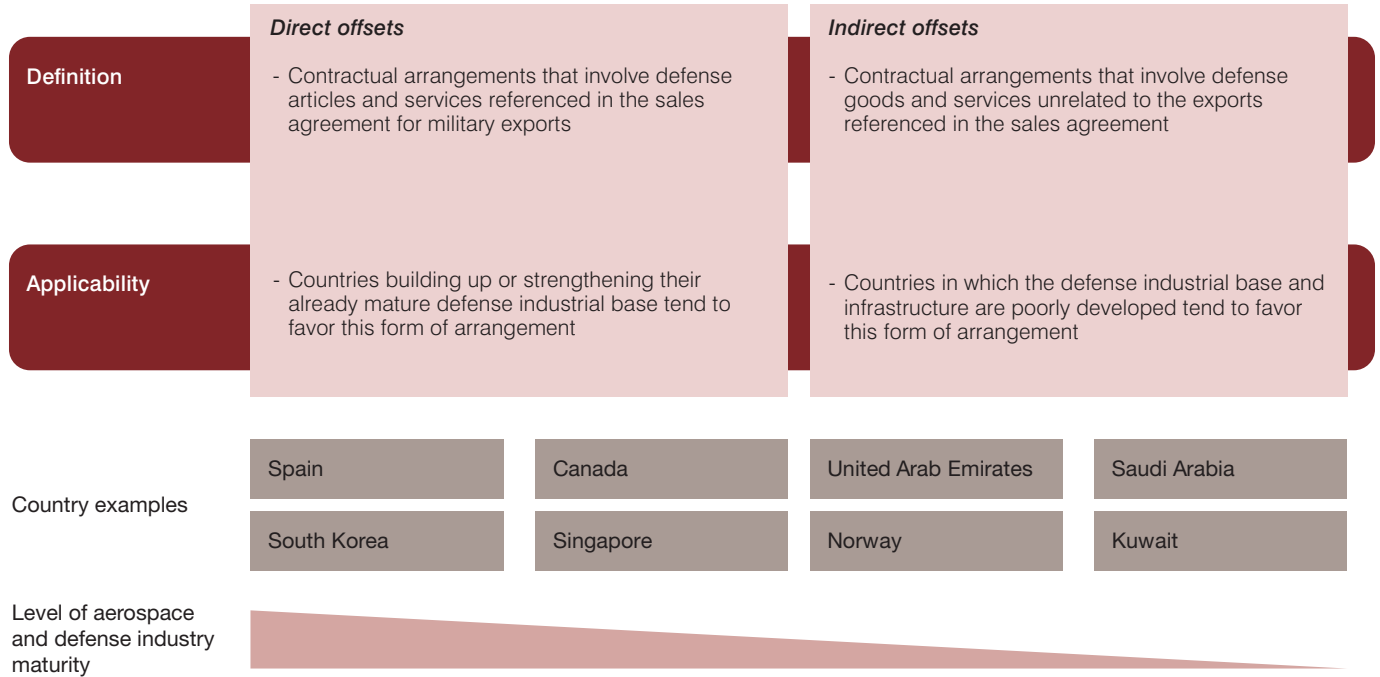 Direct offsets
Indirect offsets
Definition
- Contractual arrangements that involve defense
articles and services referenced in the sales
agreement for military exports
- Contractual arrangements that involve defense
goods and services unrelated to the exports
referenced in the sales agreement
Applicability
- Countries building up or strengthening their
already mature defense industrial base tend to
favor this form of arrangement
- Countries in which the defense industrial base and
infrastructure are poorly developed tend to favor
this form of arrangement
Country examples
Spain
Canada
United Arab Emirates
Saudi Arabia
South Korea
Singapore
Norway
Kuwait
Level of aerospace
and defense industry
maturity